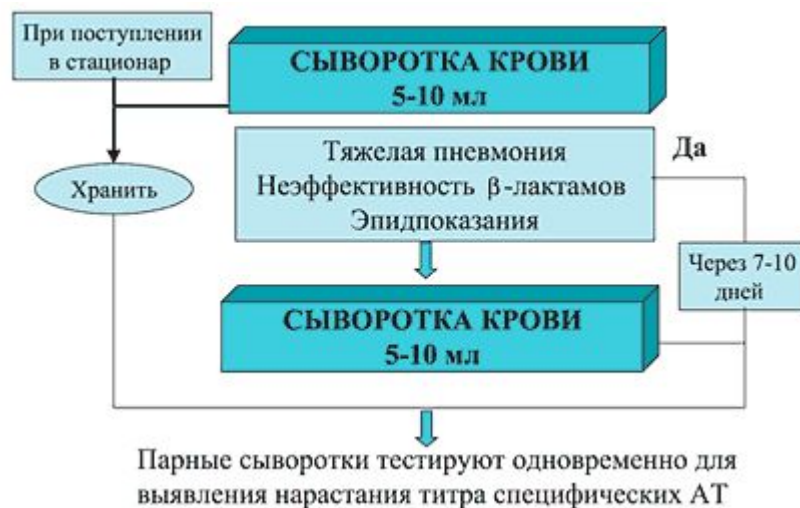 При поступлении
в стационар
СЫВОРОТКА КРОВИ
5-10 мл
Хранить
Тяжелая пневмония
Неэффективность β-лактамов
Эпидпоказания
Да
Через 7-10
дней
СЫВОРОТКА КРОВИ
5-10 мл
Парные сыворотки тестируют одновременно для
выявления нарастания титра специфических АТ